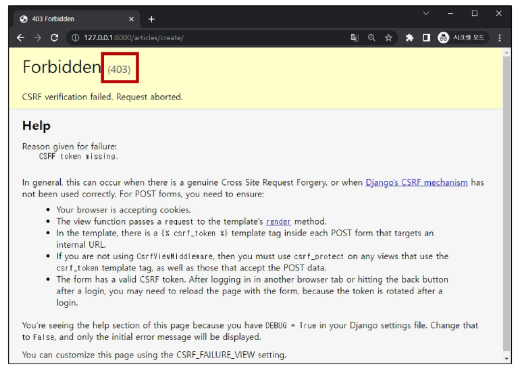 403 Forbidden
127.0.0.1:8000/articles/create/
시크릿 모드
Forbidden (403)
CSRF verification failed. Request aborted.
Help
Reason given for failure:
CSRF token missing.
In general, this can occur when there is a genuine Cross Site Request Forgery, or when Django's CSRF mechanism has
not been used correctly. For POST forms, you need to ensure:
• Your browser is accepting cookies.
• The view function passes a request to the template's render method.
• In the template, there is a {% csrf_token %} template tag inside each POST form that targets an
internal URL.
• If you are not using CsrfViewMiddleware, then you must use csrf_protect on any views that use the
csrf_token template tag, as well as those that accept the POST data.
• The form has a valid CSRF token. After logging in in another browser tab or hitting the back button
after a login, you may need to reload the page with the form, because the token is rotated after a
login.
You're seeing the help section of this page because you have DEBUG = True in your Django settings file. Change that
to False, and only the initial error message will be displayed.
You can customize this page using the CSRF_FAILURE_VIEW setting.